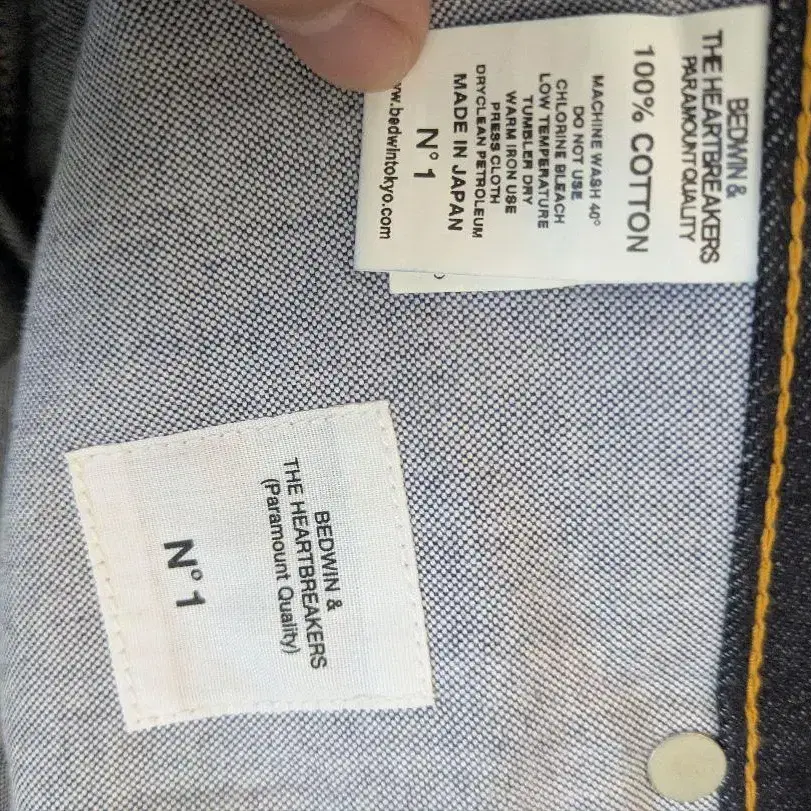 BEDWIN &
THE HEARTBREAKERS
PARAMOUNT QUALITY
100% COTTON
MACHINE WASH 40°
DO NOT USE
CHLORINE BLEACH
LOW TEMPERATURE
TUMBLER DRY
WARM IRON USE
PRESS CLOTH
DRYCLEAN PETROLEUM
MADE IN JAPAN
N° 1
w.bedwintokyo.com
BEDWIN &
THE HEARTBREAKERS
(Paramount Quality)
N° 1